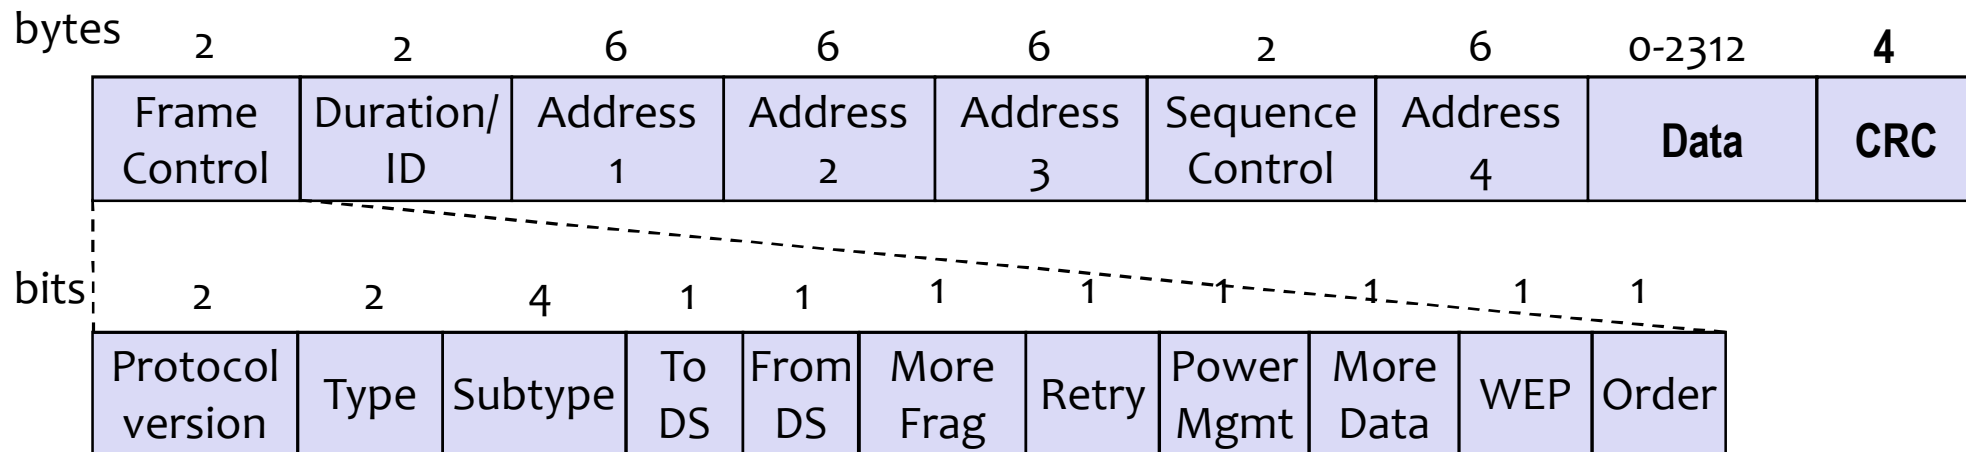 bytes 2 2 6 6 6 2 6 0-2312 4
Frame Duration/ Address Address Address Sequence Address Data CRC
Control ID 1 2 3 Control 4
bits 2 2 4 1 1 1 1 1 1 1 1
Protocol Type Subtype To From More Retry Power More WEP Order
version DS DS Frag Mgmt Data